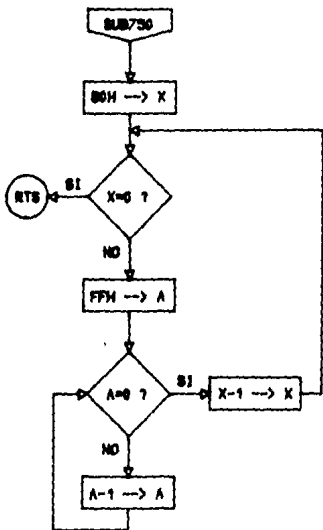 SUB750
80H --> X
X=0 ?
SI
RTS
NO
FFH --> A
A=0 ?
SI
X-1 --> X
NO
A-1 --> A